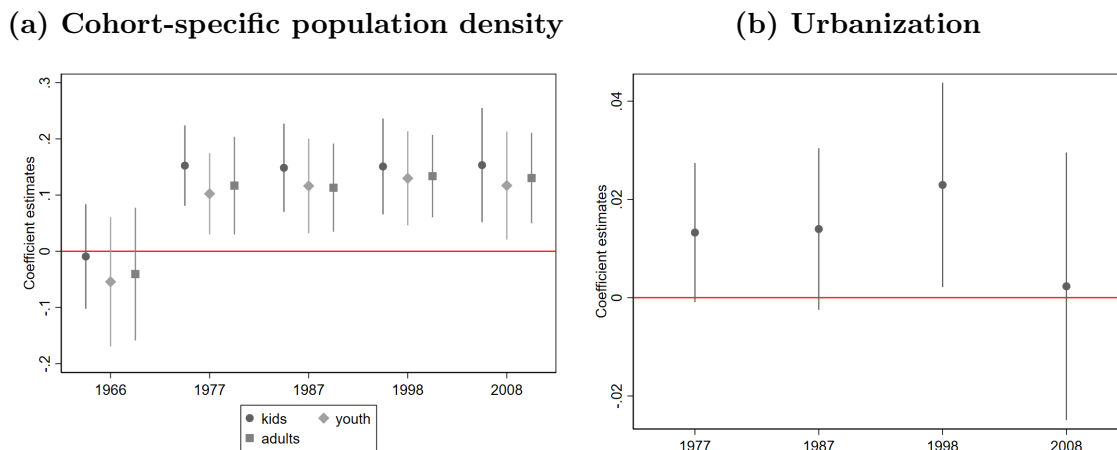 (a) Cohort-specific population density
Coefficient estimates
.3
.2
.1
0
-.1
-.2
1966 1977 1987 1998 2008
kids youth
adults
(b) Urbanization
Coefficient estimates
.04
.02
0
-.02
1977 1987 1998 2008